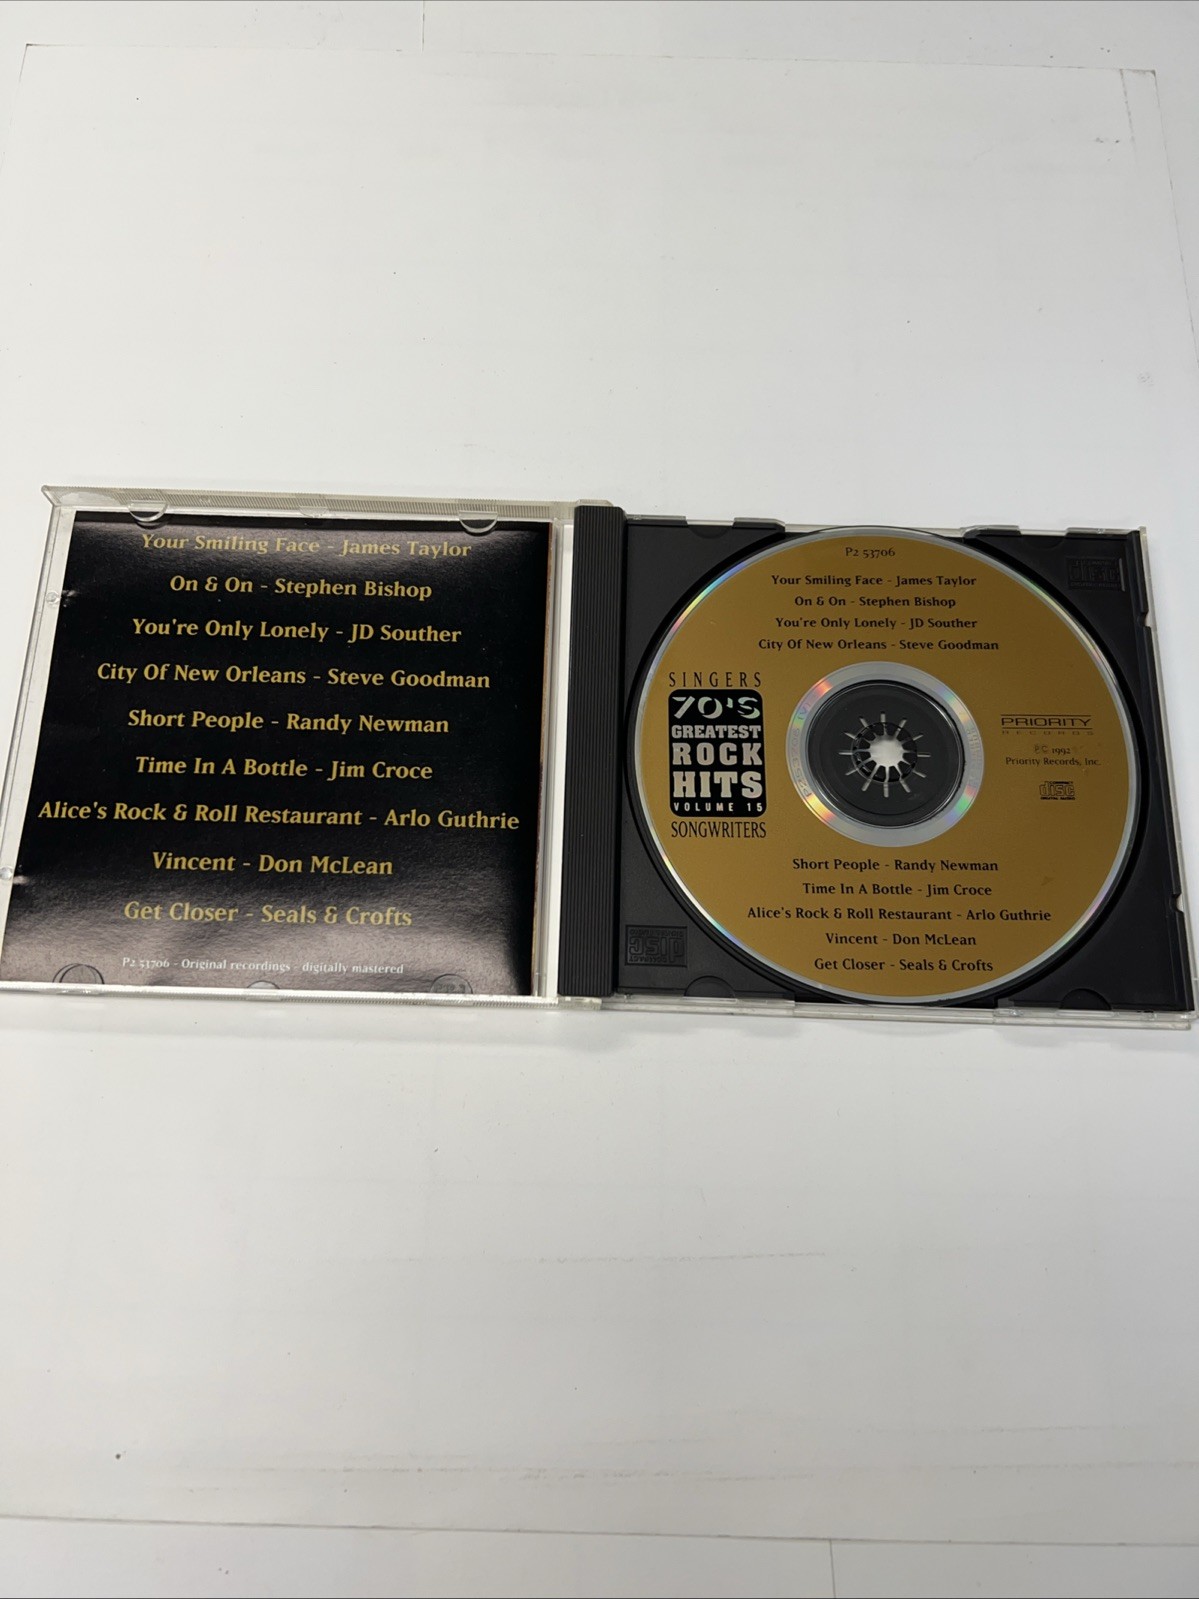 Your Smiling Face - James Taylor
On & On - Stephen Bishop
You're Only Lonely - JD Souther
City Of New Orleans - Steve Goodman
Short People - Randy Newman
Time In A Bottle - Jim Croce
Alice's Rock & Roll Restaurant - Arlo Guthrie
Vincent - Don McLean
Get Closer - Seals & Crofts
P2 53706 - Original recordings - digitally mastered
P2 53706
Your Smiling Face - James Taylor
On & On - Stephen Bishop
You're Only Lonely - JD Souther
City Of New Orleans - Steve Goodman
SINGERS
70'S
GREATEST
ROCK
HITS
VOLUME 15
SONGWRITERS
PRIORITY
RECORDS
℗© 1992
Priority Records, Inc.
disc
DIGITAL AUDIO
Short People - Randy Newman
Time In A Bottle - Jim Croce
Alice's Rock & Roll Restaurant - Arlo Guthrie
Vincent - Don McLean
Get Closer - Seals & Crofts
disc